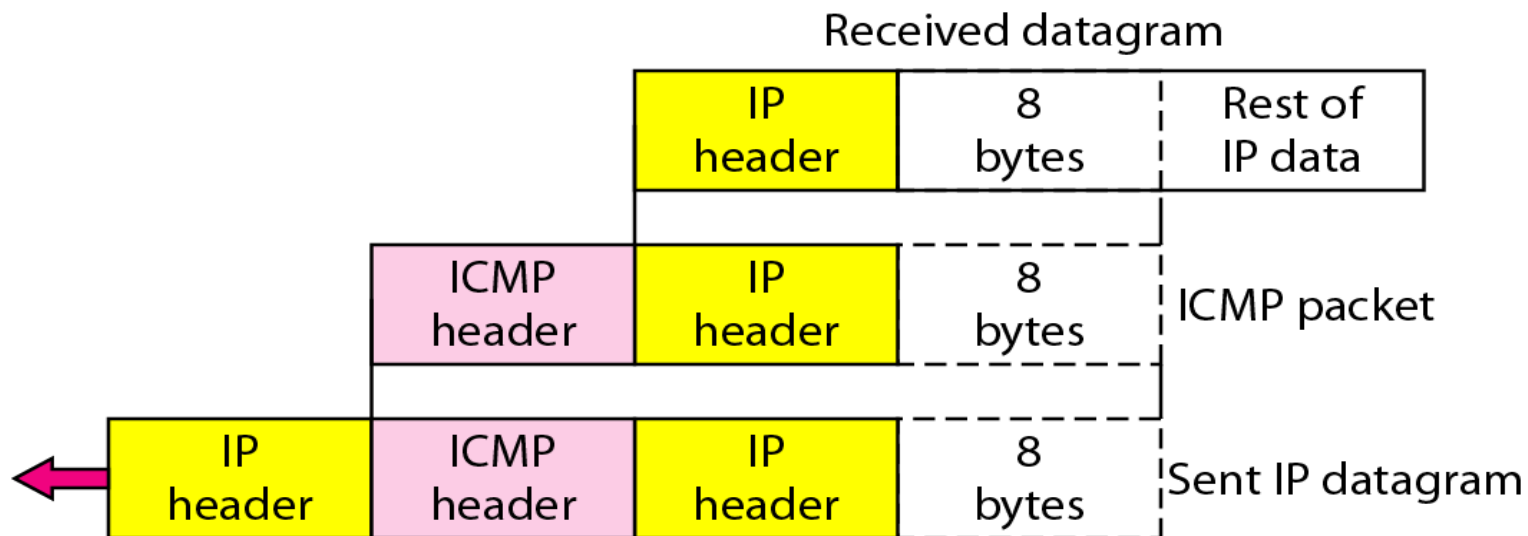 Received datagram
IP
header
8
bytes
Rest of
IP data
ICMP
header
IP
header
8
bytes
ICMP packet
IP
header
ICMP
header
IP
header
8
bytes
Sent IP datagram